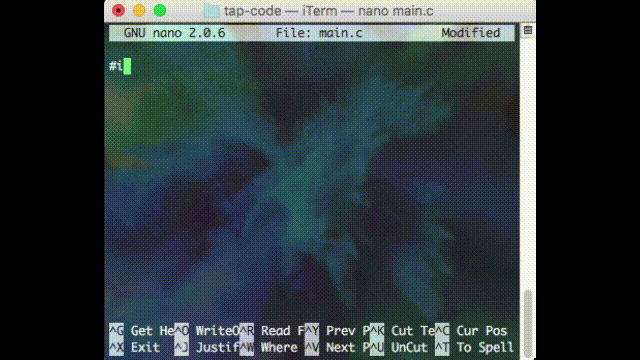 tap-code — iTerm — nano main.c
GNU nano 2.0.6 File: main.c Modified
#i
^G Get He^O WriteO^R Read F^Y Prev P^K Cut Te^C Cur Pos
^X Exit ^J Justif^W Where ^V Next P^U UnCut ^T To Spell